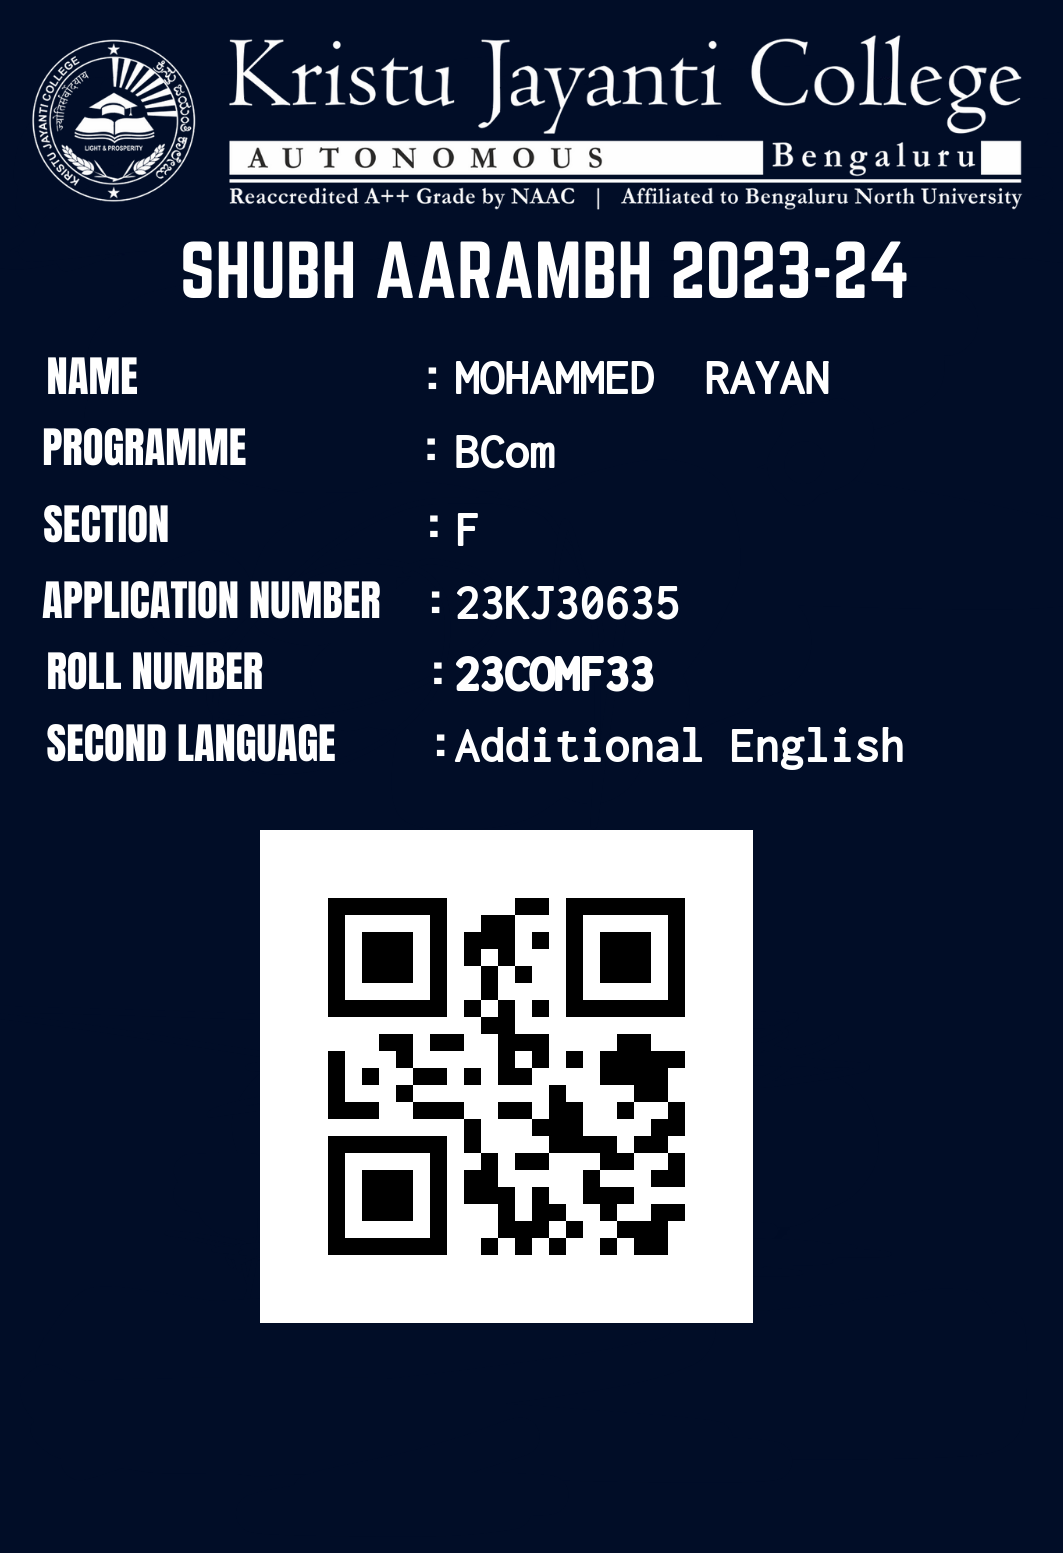 Kristu Jayanti College
AUTONOMOUS Bengaluru
Reaccredited A++ Grade by NAAC | Affiliated to Bengaluru North University
KRISTU JAYANTI COLLEGE
ಕ್ರಿಸ್ತು ಜಯಂತಿ ಕಾಲೇಜು
LIGHT & PROSPERITY
SHUBH AARAMBH 2023-24
NAME : MOHAMMED RAYAN
PROGRAMME : BCom
SECTION : F
APPLICATION NUMBER : 23KJ30635
ROLL NUMBER : 23COMF33
SECOND LANGUAGE : Additional English